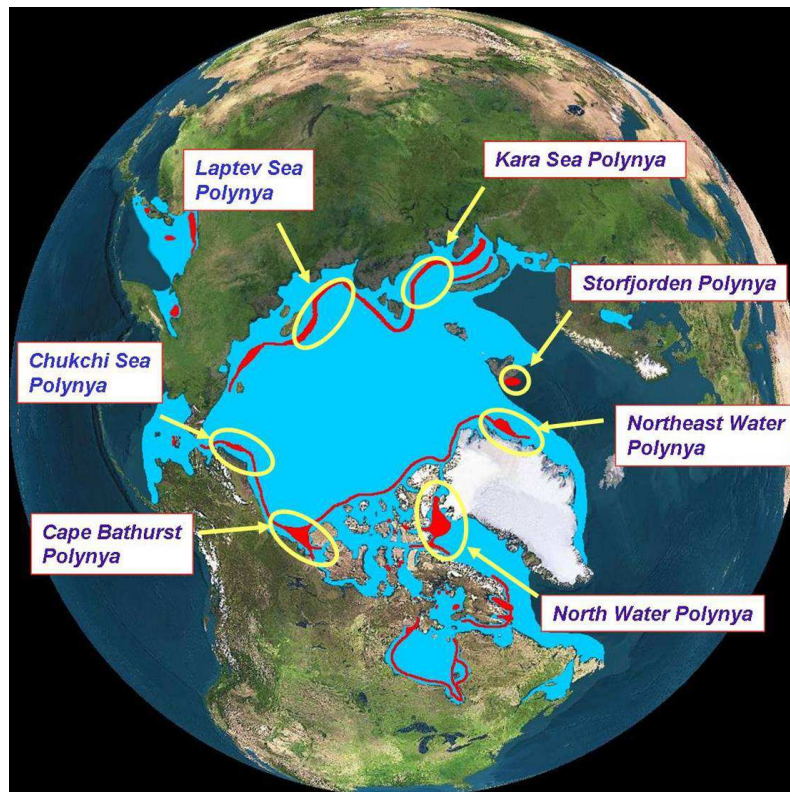 Laptev Sea
Polynya
Kara Sea Polynya
Storfjorden Polynya
Chukchi Sea
Polynya
Northeast Water
Polynya
Cape Bathurst
Polynya
North Water Polynya